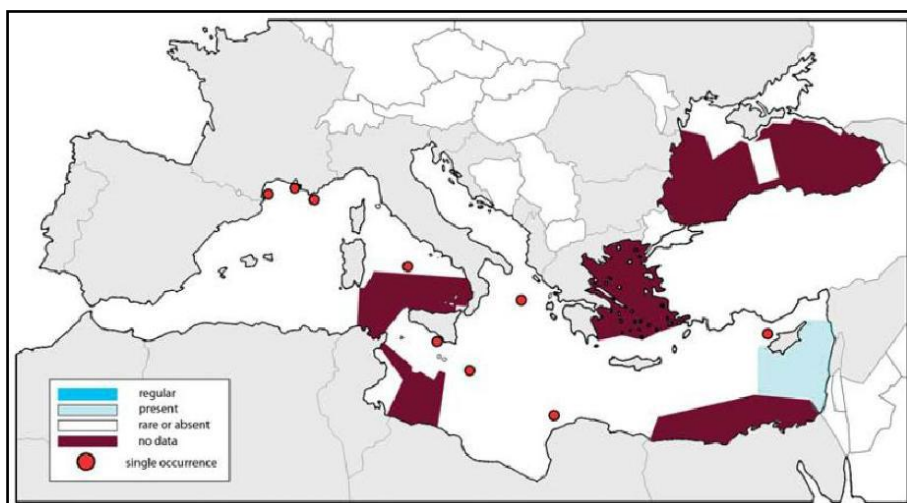 regular
present
rare or absent
no data
single occurrence